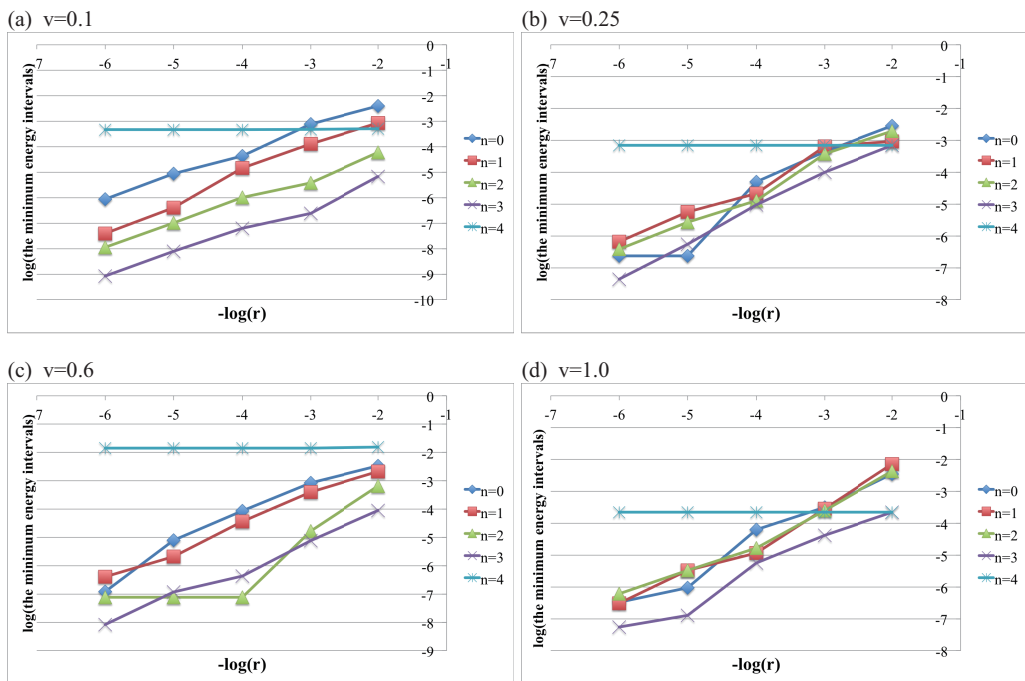 (a) v=0.1
0
-7 -6 -5 -4 -3 -2 -1
-1
-2
-3
-4
-5
-6
-7
-8
-9
-10
log(the minimum energy intervals)
-log(r)
n=0
n=1
n=2
n=3
n=4
(b) v=0.25
0
-7 -6 -5 -4 -3 -2 -1
-1
-2
-3
-4
-5
-6
-7
-8
log(the minimum energy intervals)
-log(r)
n=0
n=1
n=2
n=3
n=4
(c) v=0.6
0
-7 -6 -5 -4 -3 -2 -1
-1
-2
-3
-4
-5
-6
-7
-8
-9
log(the minimum energy intervals)
-log(r)
n=0
n=1
n=2
n=3
n=4
(d) v=1.0
0
-7 -6 -5 -4 -3 -2 -1
-1
-2
-3
-4
-5
-6
-7
-8
log(the minimum energy intervals)
-log(r)
n=0
n=1
n=2
n=3
n=4